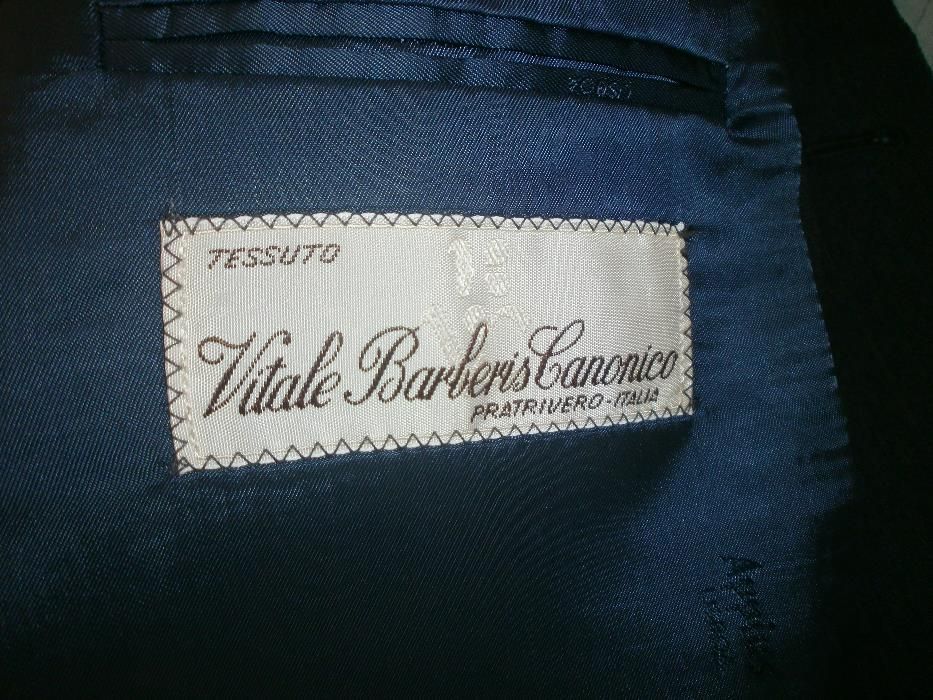 TESSUTO
Vitale Barberis Canonico
PRATRIVERO-ITALIA